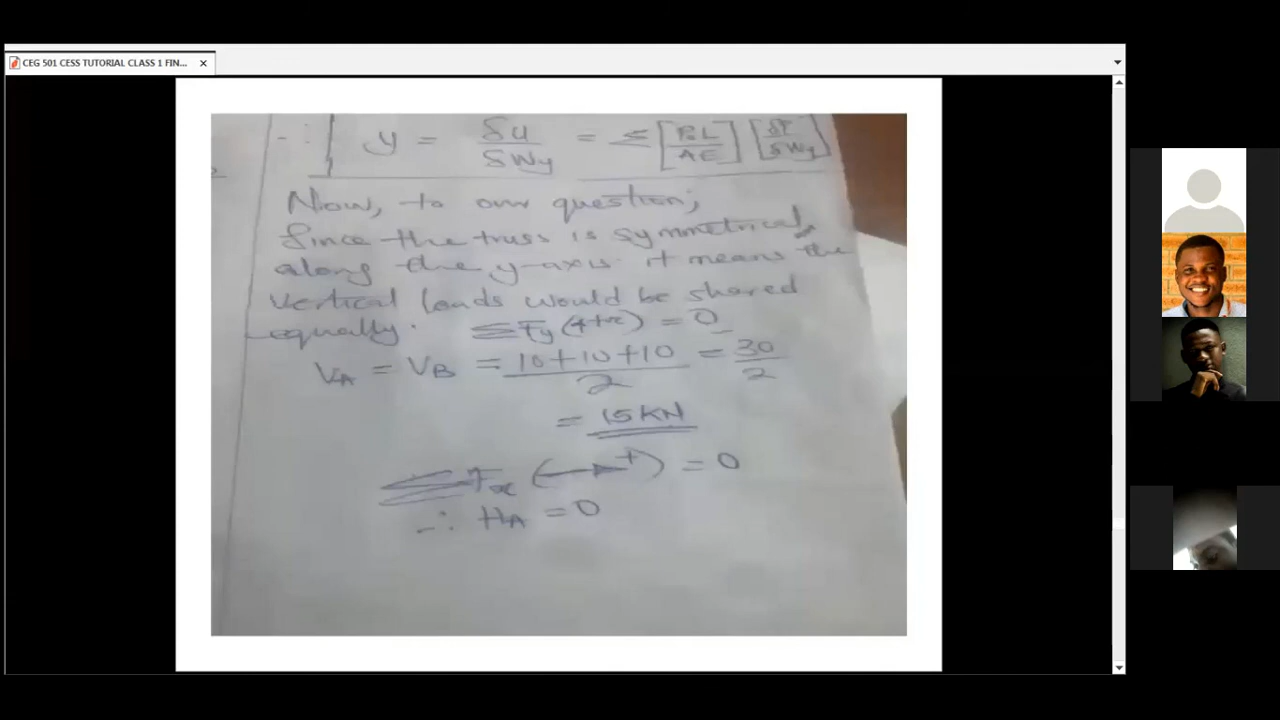 CEG 501 CESS TUTORIAL CLASS 1 FIN...
∴ y = δu/δWy = Σ [P.L/AE] [δP/δWy]
Now, to our question;
Since the truss is symmetrical,
along the y-axis it means the
vertical loads would be shared
equally. ΣFy (↑+ve) = 0
VA = VB = 10+10+10/2 = 30/2
= 15KN
ΣFx (→+) = 0
∴ HA = 0